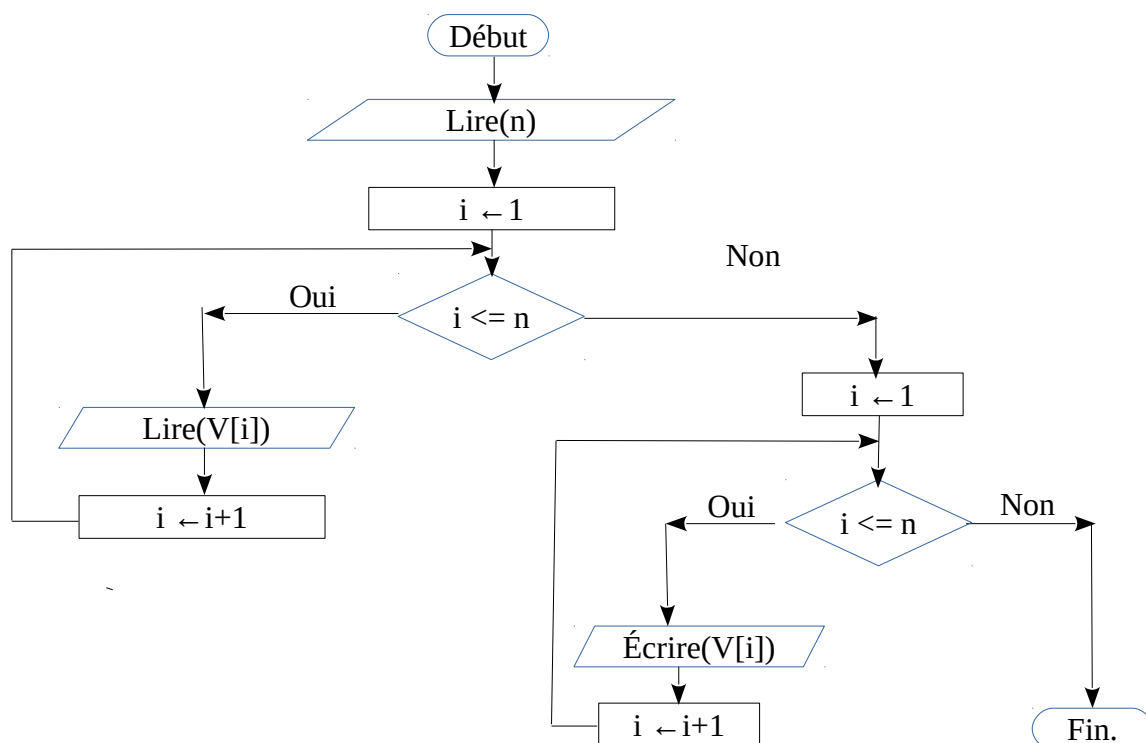 Début
Lire(n)
i ←1
Non
Oui
i <= n
i ←1
Lire(V[i])
i ←i+1
Oui
i <= n
Non
Écrire(V[i])
i ←i+1
Fin.